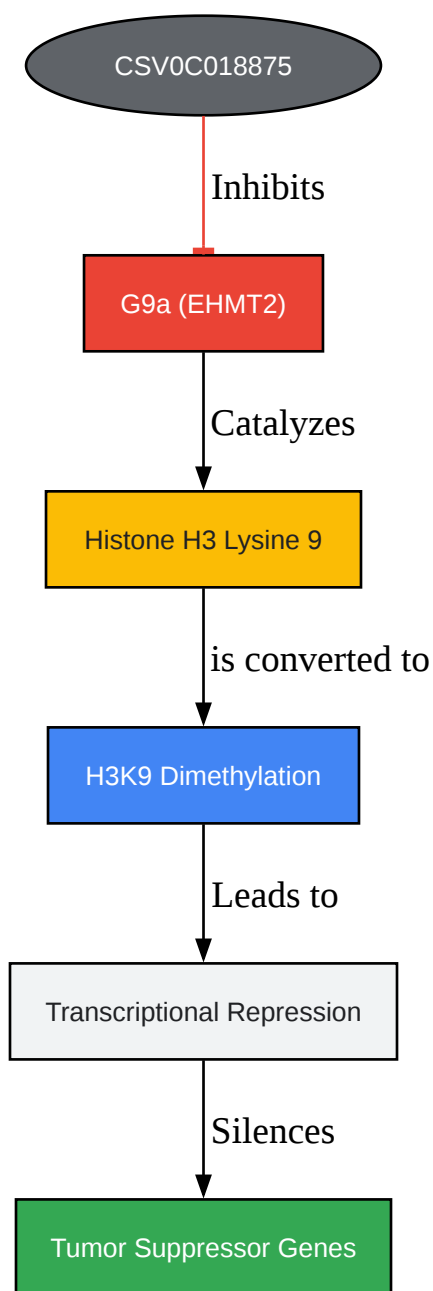 CSV0C018875
Inhibits
G9a (EHMT2)
Catalyzes
Histone H3 Lysine 9
is converted to
H3K9 Dimethylation
Leads to
Transcriptional Repression
Silences
Tumor Suppressor Genes